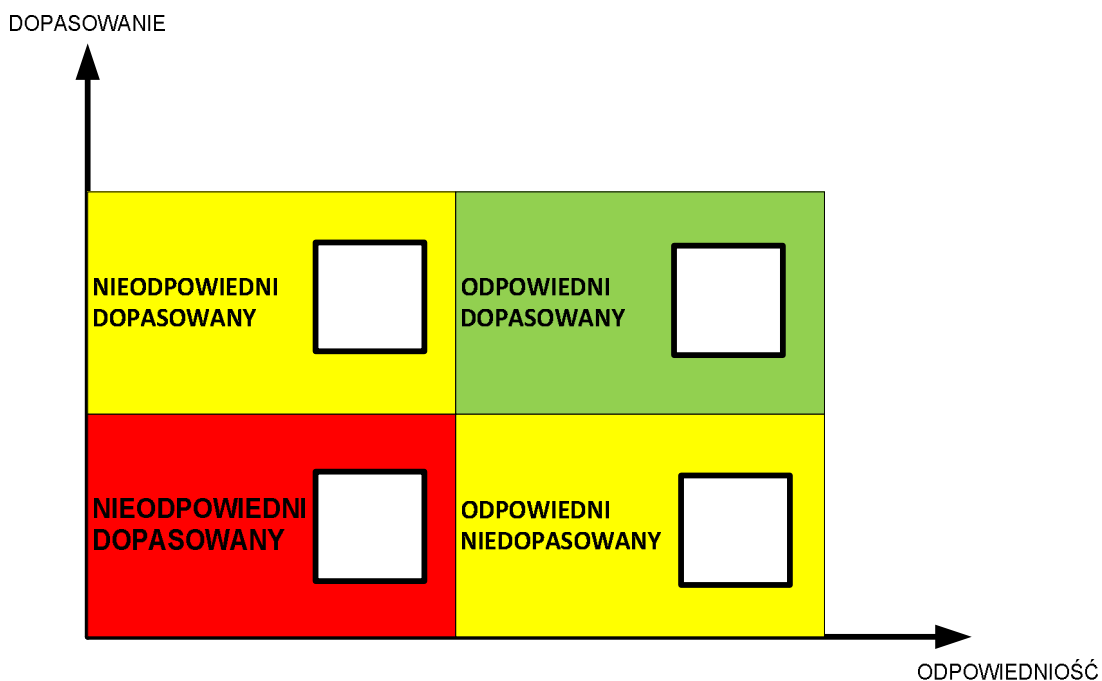 DOPASOWANIE
NIEODPOWIEDNI
DOPASOWANY
ODPOWIEDNI
DOPASOWANY
NIEODPOWIEDNI
DOPASOWANY
ODPOWIEDNI
NIEDOPASOWANY
ODPOWIEDNIOŚĆ